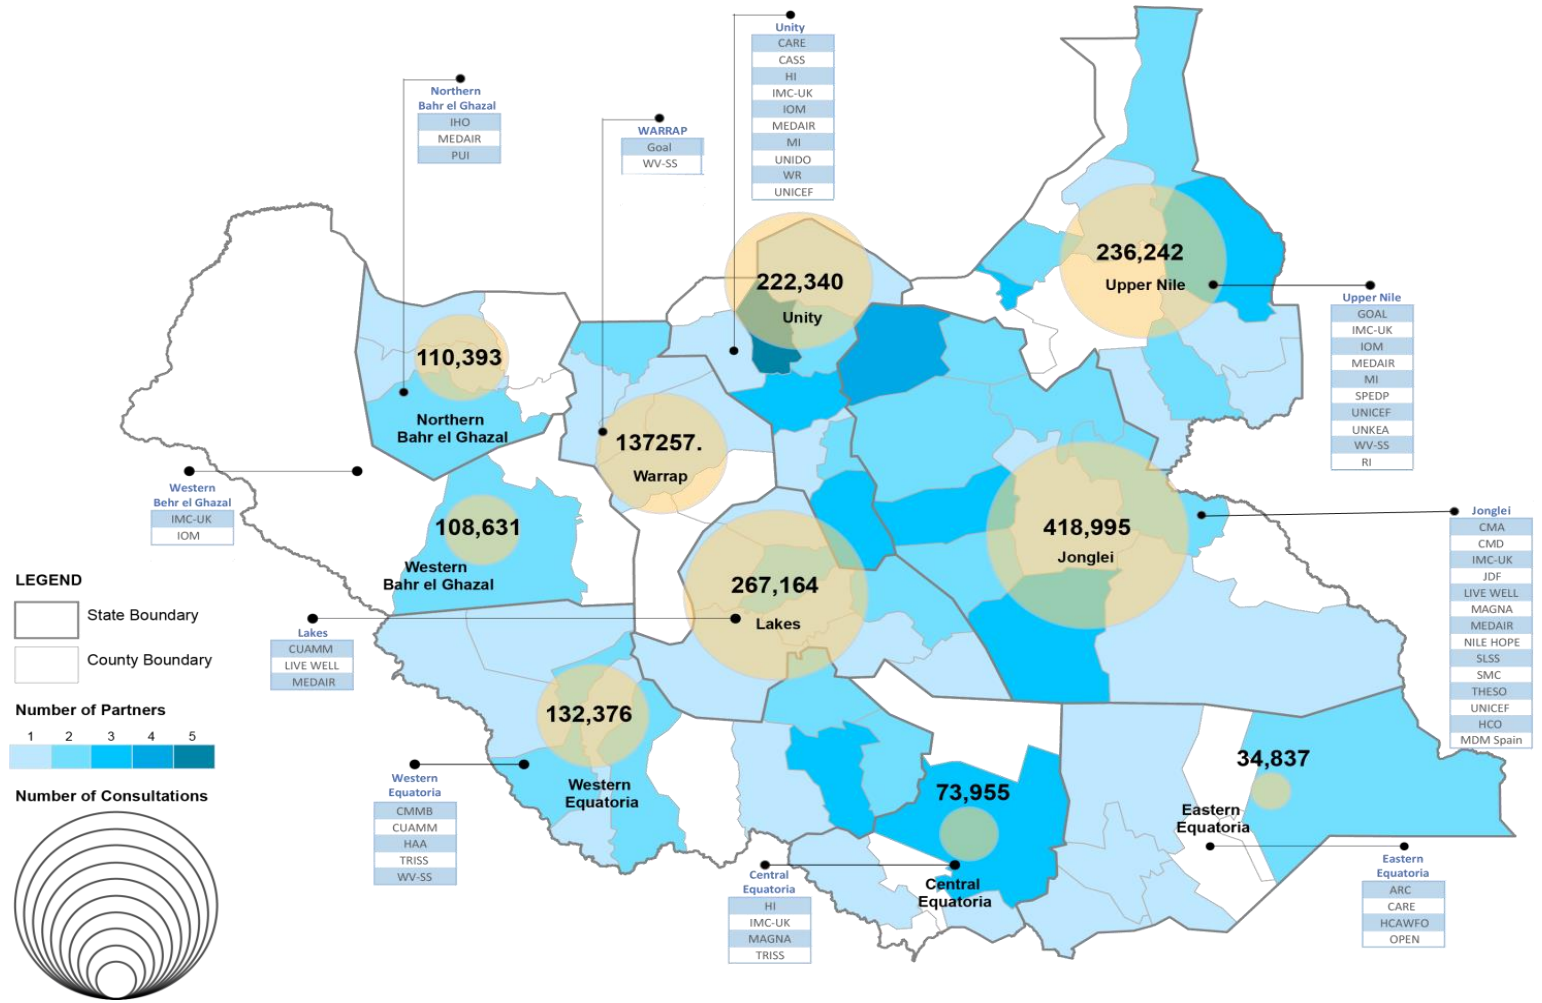 Unity
CARE
CASS
HI
IMC-UK
IOM
MEDAIR
MI
UNIDO
WR
UNICEF
Northern
Bahr el Ghazal
IHO
MEDAIR
PUI
WARRAP
Goal
WV-SS
236,242
Upper Nile
222,340
Unity
Upper Nile
GOAL
IMC-UK
IOM
MEDAIR
MI
SPEDP
UNICEF
UNKEA
WV-SS
RI
110,393
Northern
Bahr el Ghazal
137257.
Warrap
Western
Behr el Ghazal
IMC-UK
IOM
108,631
Western
Bahr el Ghazal
418,995
Jonglei
Jonglei
CMA
CMD
IMC-UK
JDF
LIVE WELL
MAGNA
MEDAIR
NILE HOPE
SLSS
SMC
THESO
UNICEF
HCO
MDM Spain
267,164
Lakes
LEGEND
State Boundary
County Boundary
Lakes
CUAMM
LIVE WELL
MEDAIR
Number of Partners
1 2 3 4 5
Number of Consultations
132,376
Western
Equatoria
Western
Equatoria
CMMB
CUAMM
HAA
TRISS
WV-SS
73,955
Central
Equatoria
Central
Equatoria
HI
IMC-UK
MAGNA
TRISS
34,837
Eastern
Equatoria
Eastern
Equatoria
ARC
CARE
HCAWFO
OPEN